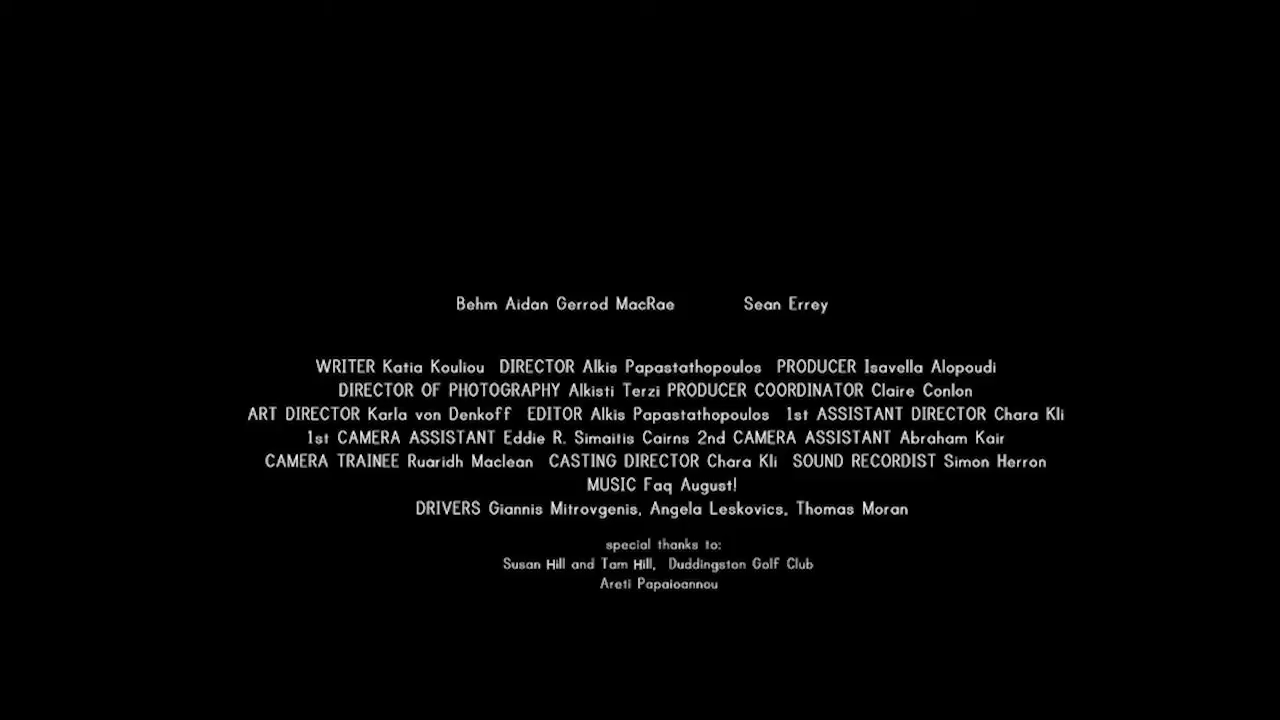 Behm Aidan Gerrod MacRae Sean Errey
WRITER Katia Kouliou DIRECTOR Alkis Papastathopoulos PRODUCER Isavella Alopoudi
DIRECTOR OF PHOTOGRAPHY Alkisti Terzi PRODUCER COORDINATOR Claire Conlon
ART DIRECTOR Karla von Denkoff EDITOR Alkis Papastathopoulos 1st ASSISTANT DIRECTOR Chara Kli
1st CAMERA ASSISTANT Eddie R. Simaitis Cairns 2nd CAMERA ASSISTANT Abraham Kair
CAMERA TRAINEE Ruaridh Maclean CASTING DIRECTOR Chara Kli SOUND RECORDIST Simon Herron
MUSIC Faq August!
DRIVERS Giannis Mitrovgenis, Angela Leskovics, Thomas Moran
special thanks to:
Susan Hill and Tam Hill, Duddingston Golf Club
Areti Papaioannou